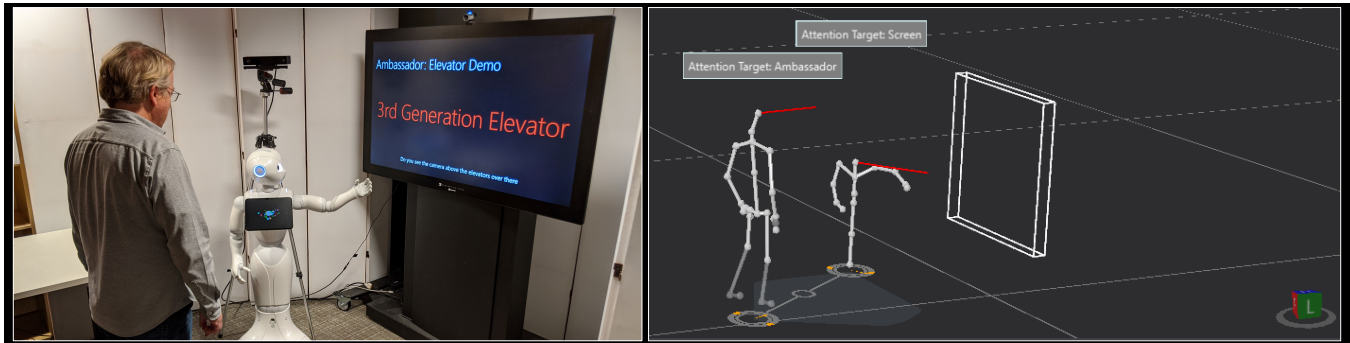 Ambassador: Elevator Demo
3rd Generation Elevator
Do you see the camera above the elevators over there
Attention Target: Screen
Attention Target: Ambassador
L